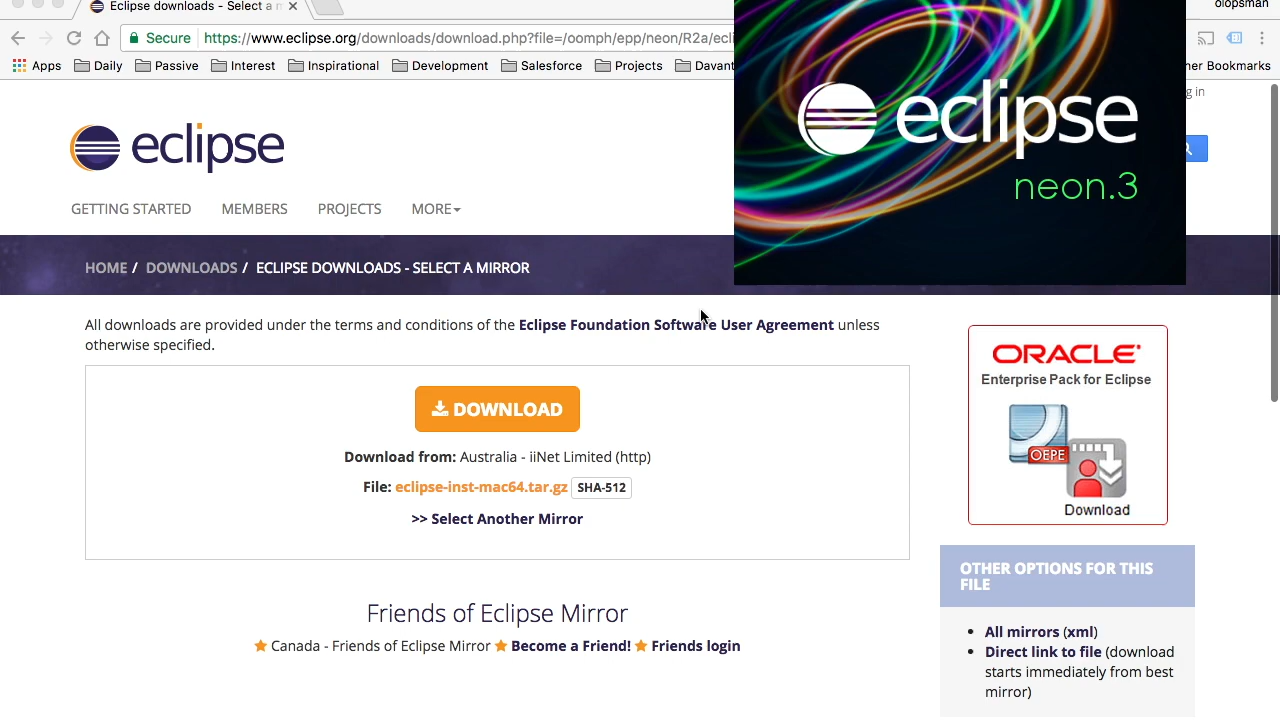 Eclipse downloads - Select a m
olopsman
Secure
https://www.eclipse.org/downloads/download.php?file=/oomph/epp/neon/R2a/ecli
Apps
Daily
Passive
Interest
Inspirational
Development
Salesforce
Projects
Davant
her Bookmarks
g in
eclipse
eclipse
neon.3
GETTING STARTED
MEMBERS
PROJECTS
MORE
HOME / DOWNLOADS / ECLIPSE DOWNLOADS - SELECT A MIRROR
All downloads are provided under the terms and conditions of the Eclipse Foundation Software User Agreement unless
otherwise specified.
DOWNLOAD
Download from: Australia - iiNet Limited (http)
File: eclipse-inst-mac64.tar.gz SHA-512
>> Select Another Mirror
Friends of Eclipse Mirror
Canada - Friends of Eclipse Mirror Become a Friend! Friends login
ORACLE
Enterprise Pack for Eclipse
OEPE
Download
OTHER OPTIONS FOR THIS
FILE
All mirrors (xml)
Direct link to file (download
starts immediately from best
mirror)